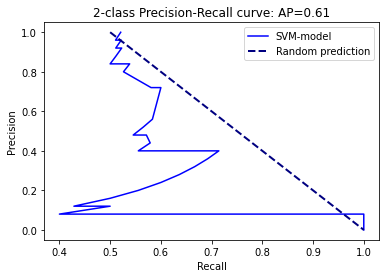 2-class Precision-Recall curve: AP=0.61
SVM-model
Random prediction
Precision
1.0
0.8
0.6
0.4
0.2
0.0
0.4 0.5 0.6 0.7 0.8 0.9 1.0
Recall